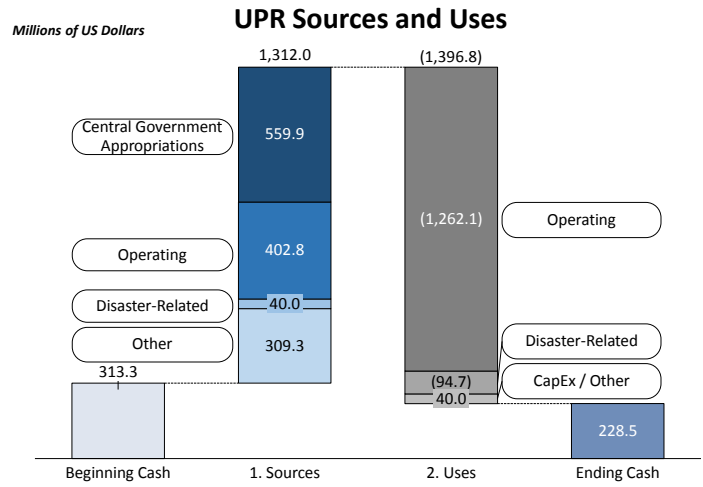 UPR Sources and Uses
Millions of US Dollars
1,312.0
(1,396.8)
Central Government
Appropriations
559.9
(1,262.1)
Operating
Operating
402.8
Disaster-Related
40.0
Other
309.3
Disaster-Related
313.3
(94.7)
CapEx / Other
40.0
228.5
Beginning Cash
1. Sources
2. Uses
Ending Cash